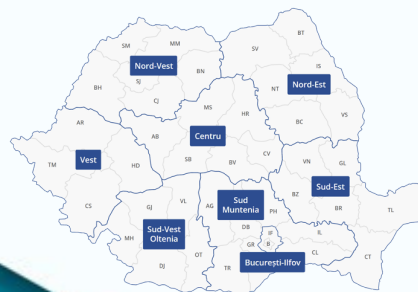 BT
SM
MM
SV
Nord-Vest
BN
IS
SJ
Nord-Est
BH
NT
CJ
MS
HR
BC
VS
AR
AB
Centru
CV
TM
Vest
HD
SB
BV
VN
GL
Sud-Est
BZ
CS
GJ
VL
AG
Sud
Muntenia
PH
BR
TL
MH
Sud-Vest
Oltenia
DB
IF
IL
GR
B
CL
CT
DJ
OT
TR
București-Ilfov